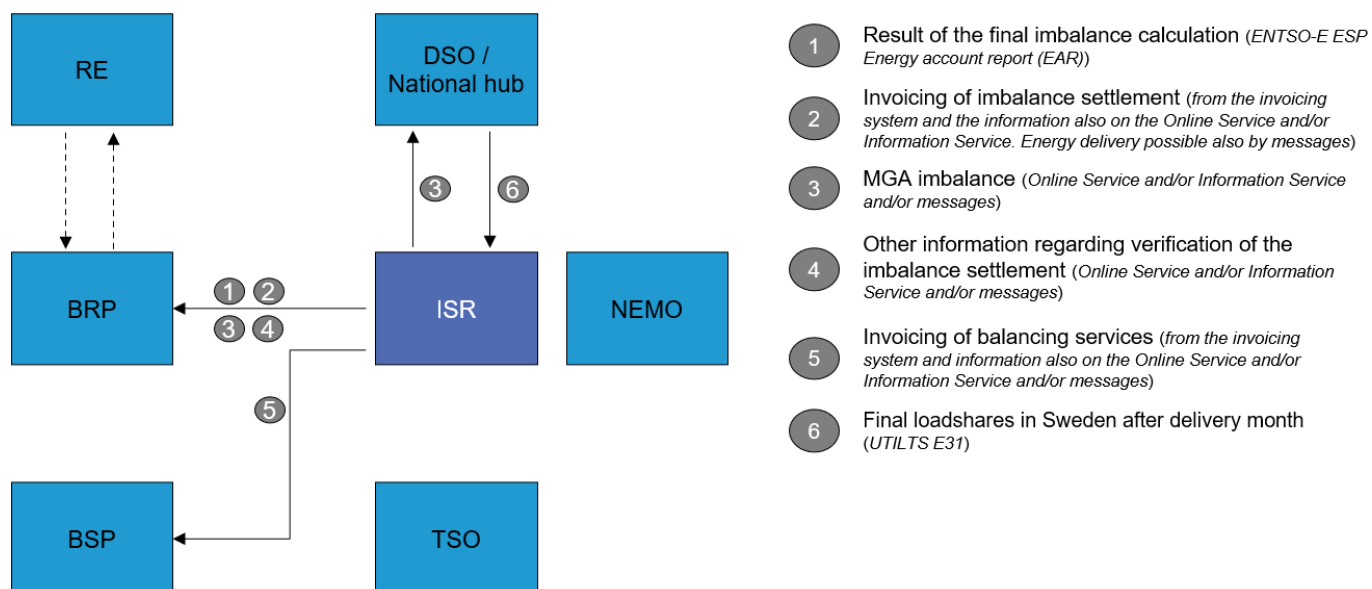 RE
DSO /
National hub
3
6
BRP
1 2
3 4
ISR
NEMO
5
BSP
TSO
1
Result of the final imbalance calculation (ENTSO-E ESP
Energy account report (EAR))
2
Invoicing of imbalance settlement (from the invoicing
system and the information also on the Online Service and/or
Information Service. Energy delivery possible also by messages)
3
MGA imbalance (Online Service and/or Information Service
and/or messages)
4
Other information regarding verification of the
imbalance settlement (Online Service and/or Information
Service and/or messages)
5
Invoicing of balancing services (from the invoicing
system and information also on the Online Service and/or
Information Service and/or messages)
6
Final loadshares in Sweden after delivery month
(UTILTS E31)